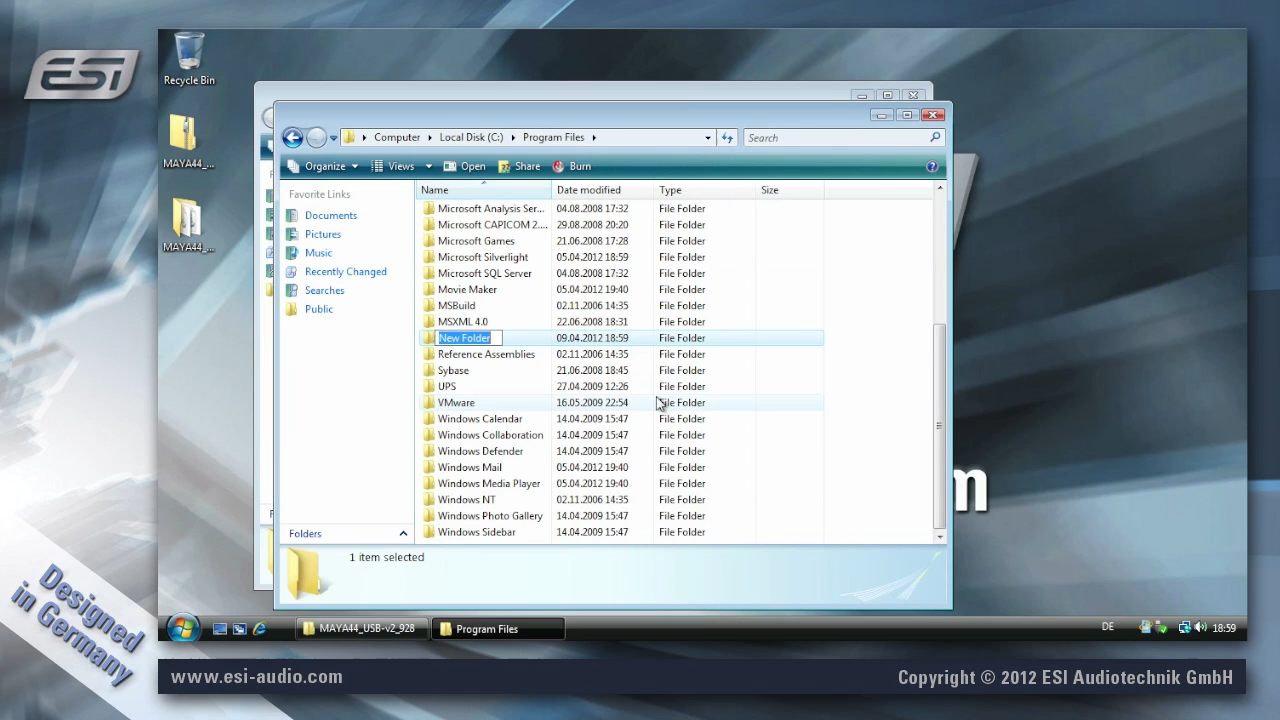 ESI
Recycle Bin
MAYA44_...
MAYA44_...
Computer Local Disk (C:) Program Files
Search
Organize Views Open Share Burn
Favorite Links
Documents
Pictures
Music
Recently Changed
Searches
Public
Folders
Name Date modified Type Size
Microsoft Analysis Ser... 04.08.2008 17:32 File Folder
Microsoft CAPICOM 2.... 29.08.2008 20:20 File Folder
Microsoft Games 21.06.2008 17:28 File Folder
Microsoft Silverlight 05.04.2012 18:59 File Folder
Microsoft SQL Server 04.08.2008 17:32 File Folder
Movie Maker 05.04.2012 19:40 File Folder
MSBuild 02.11.2006 14:35 File Folder
MSXML 4.0 22.06.2008 18:31 File Folder
New Folder 09.04.2012 18:59 File Folder
Reference Assemblies 02.11.2006 14:35 File Folder
Sybase 21.06.2008 18:45 File Folder
UPS 27.04.2009 12:26 File Folder
VMware 16.05.2009 22:54 File Folder
Windows Calendar 14.04.2009 15:47 File Folder
Windows Collaboration 14.04.2009 15:47 File Folder
Windows Defender 14.04.2009 15:47 File Folder
Windows Mail 05.04.2012 19:40 File Folder
Windows Media Player 05.04.2012 19:40 File Folder
Windows NT 02.11.2006 14:35 File Folder
Windows Photo Gallery 14.04.2009 15:47 File Folder
Windows Sidebar 14.04.2009 15:47 File Folder
1 item selected
m
Designed
in Germany
MAYA44_USB-v2_928
Program Files
DE
18:59
www.esi-audio.com
Copyright © 2012 ESI Audiotechnik GmbH